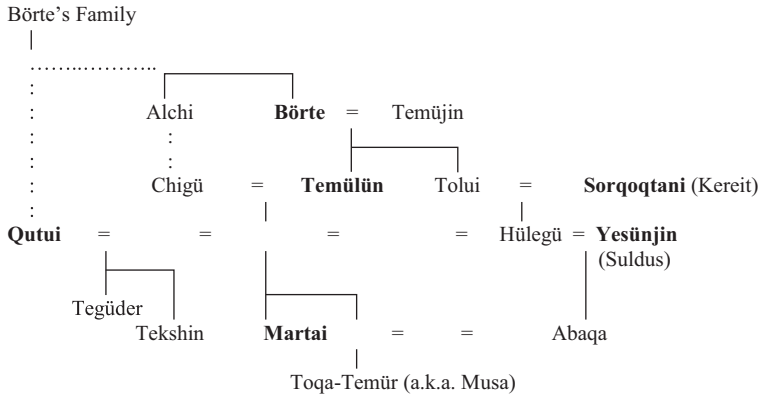 Börte's Family
Alchi Börte = Temüjin
Chigü = Temülün Tolui = Sorqoqtani (Kereit)
Qutui = = = = Hülegü = Yesünjin
(Suldus)
Tegüder
Tekshin Martai = = Abaqa
Toqa-Temür (a.k.a. Musa)